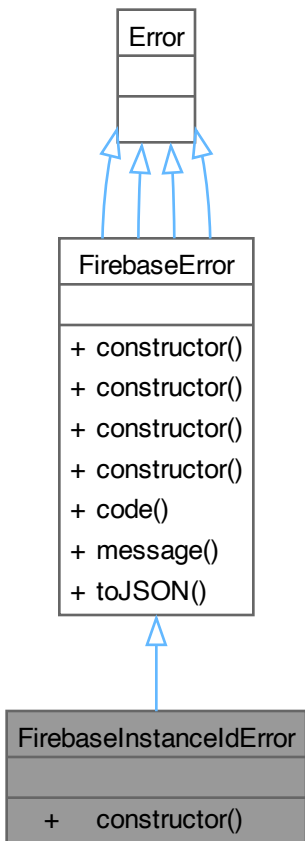 Error
FirebaseError
+ constructor()
+ constructor()
+ constructor()
+ constructor()
+ code()
+ message()
+ toJSON()
FirebaseInstanceIdError
+ constructor()